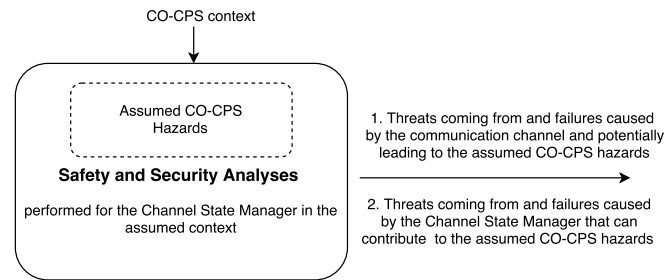 CO-CPS context
Assumed CO-CPS
Hazards
Safety and Security Analyses
performed for the Channel State Manager in the
assumed context
1. Threats coming from and failures caused
by the communication channel and potentially
leading to the assumed CO-CPS hazards
2. Threats coming from and failures caused
by the Channel State Manager that can
contribute to the assumed CO-CPS hazards